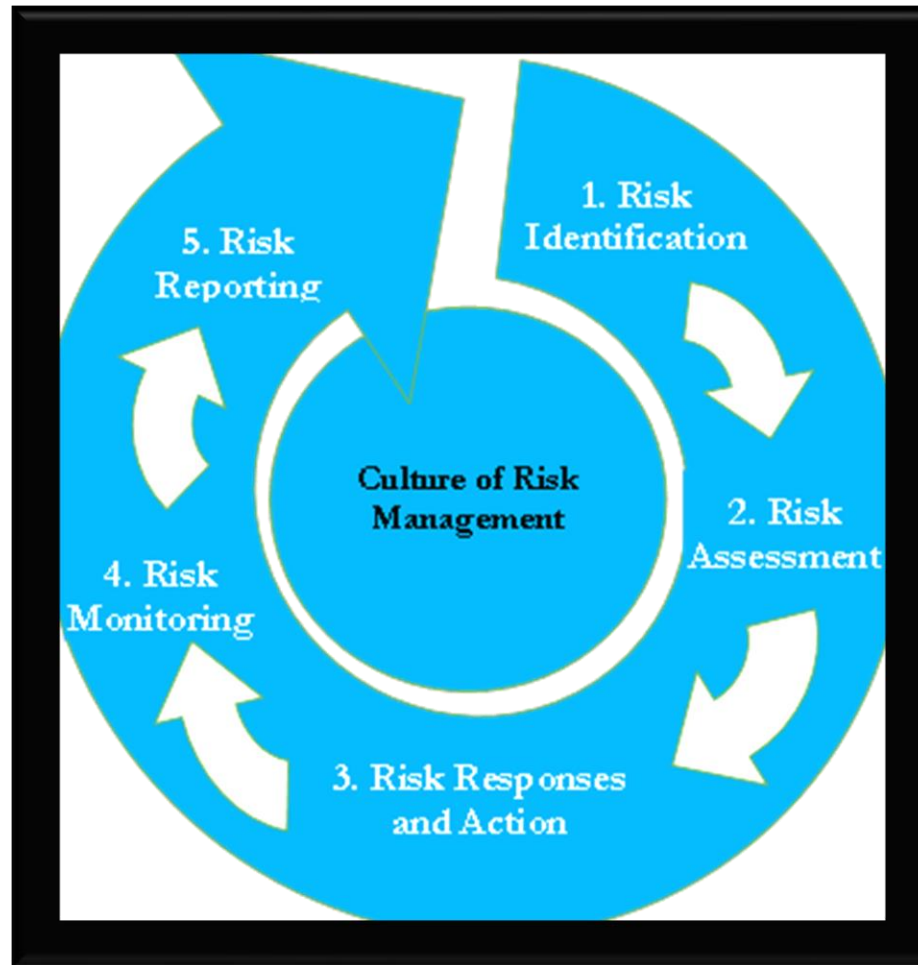 1. Risk
Identification
2. Risk
Assessment
3. Risk Responses
and Action
4. Risk
Monitoring
5. Risk
Reporting
Culture of Risk
Management